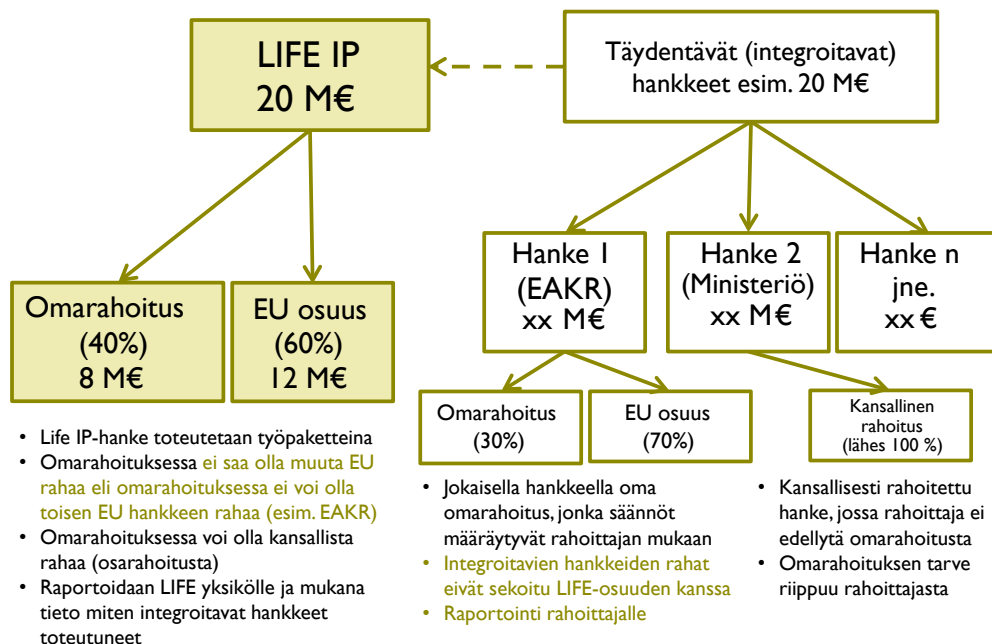 LIFE IP
20 M€
Täydentävät (integroitavat)
hankkeet esim. 20 M€
Omarahoitus
(40%)
8 M€
EU osuus
(60%)
12 M€
Hanke 1
(EAKR)
xx M€
Hanke 2
(Ministeriö)
xx M€
Hanke n
jne.
xx €
Omarahoitus
(30%)
EU osuus
(70%)
Kansallinen
rahoitus
(lähes 100 %)
• Life IP-hanke toteutetaan työpaketteina
• Omarahoituksessa ei saa olla muuta EU
rahaa eli omarahoituksessa ei voi olla
toisen EU hankkeen rahaa (esim. EAKR)
• Omarahoituksessa voi olla kansallista
rahaa (osarahoitusta)
• Raportoidaan LIFE yksikölle ja mukana
tieto miten integroitavat hankkeet
toteutuneet
• Jokaisella hankkeella oma
omarahoitus, jonka säännöt
määräytyvät rahoittajan mukaan
• Integroitavien hankkeiden rahat
eivät sekoitu LIFE-osuuden kanssa
• Raportointi rahoittajalle
• Kansallisesti rahoitettu
hanke, jossa rahoittaja ei
edellytä omarahoitusta
• Omarahoituksen tarve
riippuu rahoittajasta